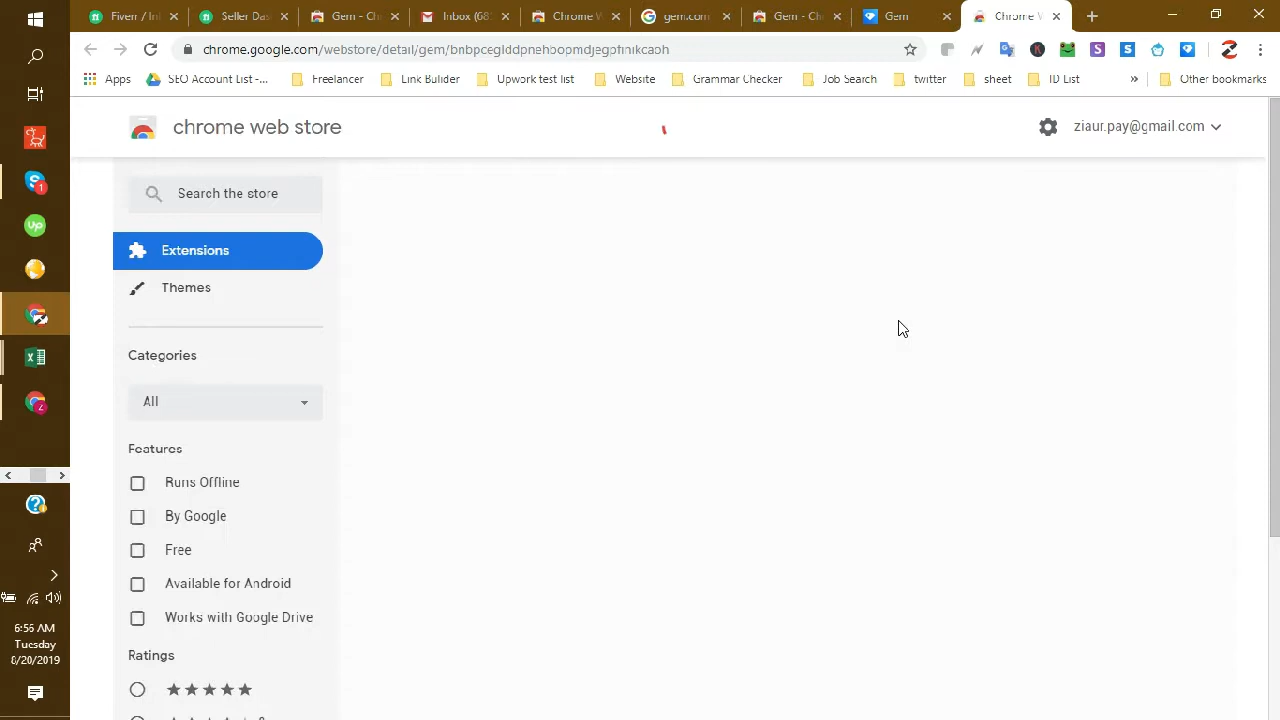 Fiverr / In
Seller Das
Gem - Ch
Inbox (68
Chrome W
gem.com
Gem - Ch
Gem
Chrome W
chrome.google.com/webstore/detail/gem/
Apps
SEO Account List -...
Freelancer
Link Builder
Upwork test list
Website
Grammar Checker
Job Search
twitter
sheet
ID List
»
Other bookmarks
chrome web store
ziaur.pay@gmail.com
Search the store
Extensions
Themes
Categories
All
Features
Runs Offline
By Google
Free
Available for Android
Works with Google Drive
Ratings
6:56 AM
Tuesday
8/20/2019